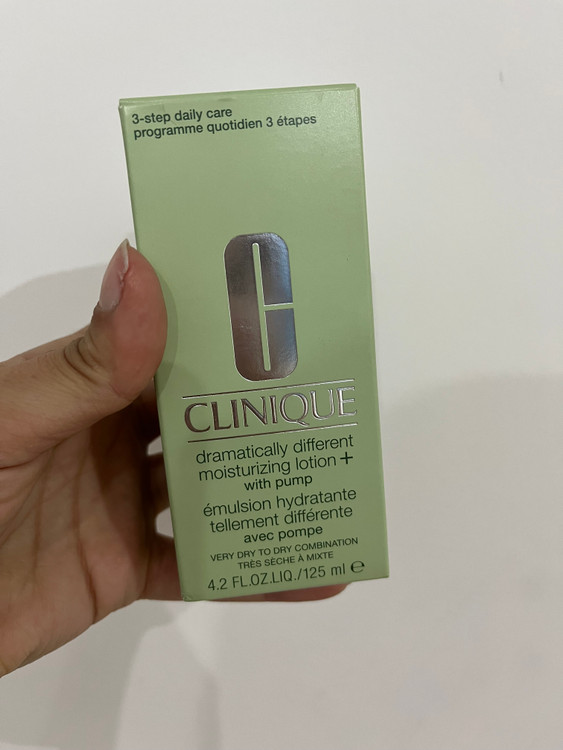 3-step daily care
programme quotidien 3 étapes
C
CLINIQUE
dramatically different
moisturizing lotion +
with pump
émulsion hydratante
tellement différente
avec pompe
VERY DRY TO DRY COMBINATION
TRÈS SÈCHE À MIXTE
4.2 FL.OZ.LIQ./125 ml ℮